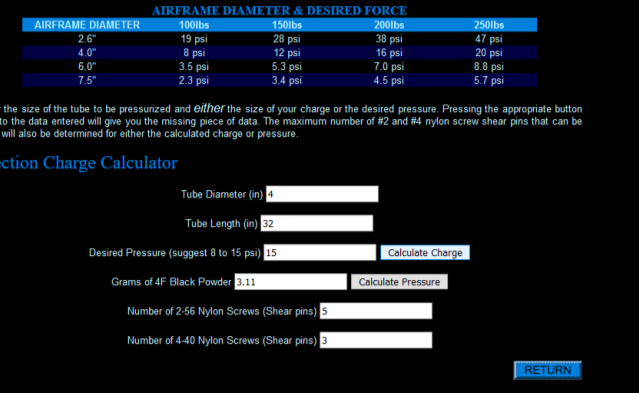 AIRFRAME DIAMETER & DESIRED FORCE
AIRFRAME DIAMETER 100lbs 150lbs 200lbs 250lbs
2.6" 19 psi 28 psi 38 psi 47 psi
4.0" 8 psi 12 psi 16 psi 20 psi
6.0" 3.5 psi 5.3 psi 7.0 psi 8.8 psi
7.5" 2.3 psi 3.4 psi 4.5 psi 5.7 psi
the size of the tube to be pressurized and either the size of your charge or the desired pressure. Pressing the appropriate button
to the data entered will give you the missing piece of data. The maximum number of #2 and #4 nylon screw shear pins that can be
will also be determined for either the calculated charge or pressure.
ction Charge Calculator
Tube Diameter (in) 4
Tube Length (in) 32
Desired Pressure (suggest 8 to 15 psi) 15 Calculate Charge
Grams of 4F Black Powder 3.11 Calculate Pressure
Number of 2-56 Nylon Screws (Shear pins) 5
Number of 4-40 Nylon Screws (Shear pins) 3
RETURN